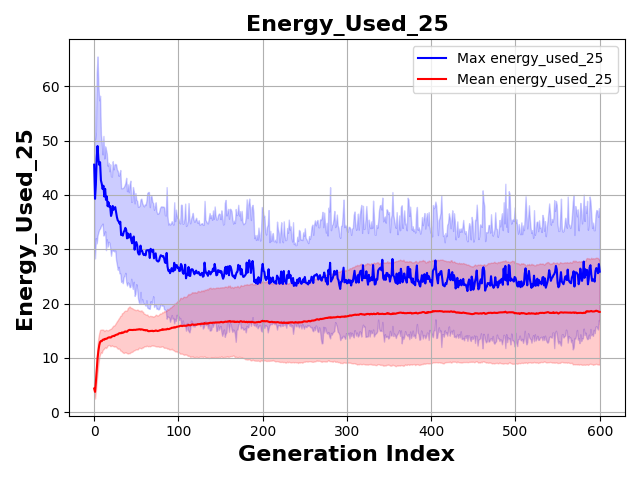 Energy_Used_25
Max energy_used_25
Mean energy_used_25
Energy_Used_25
60
50
40
30
20
10
0
0 100 200 300 400 500 600
Generation Index